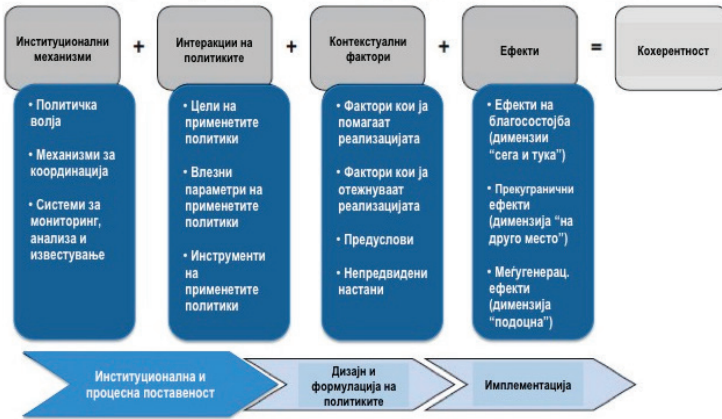 Институционални
механизми
+
Интеракции на
политиките
+
Контекстуални
фактори
+
Ефекти
=
Кохерентност
• Политичка
волја
• Механизми за
координација
• Системи за
мониторинг,
анализа и
известување
• Цели на
применетите
политики
• Влезни
параметри на
применетите
политики
• Инструменти
на
применетите
политики
• Фактори кои ја
помагаат
реализацијата
• Фактори кои ја
отежнуваат
реализацијата
• Предуслови
• Непредвидени
настани
• Ефекти на
благосостојба
(димензии
“сега и тука”)
• Прекугранични
ефекти
(димензија “на
друго место”)
• Меѓугенерац.
ефекти
(димензија
“подоцна”)
Институционална и
процесна поставеност
Дизајн и
формулација на
политиките
Имплементација